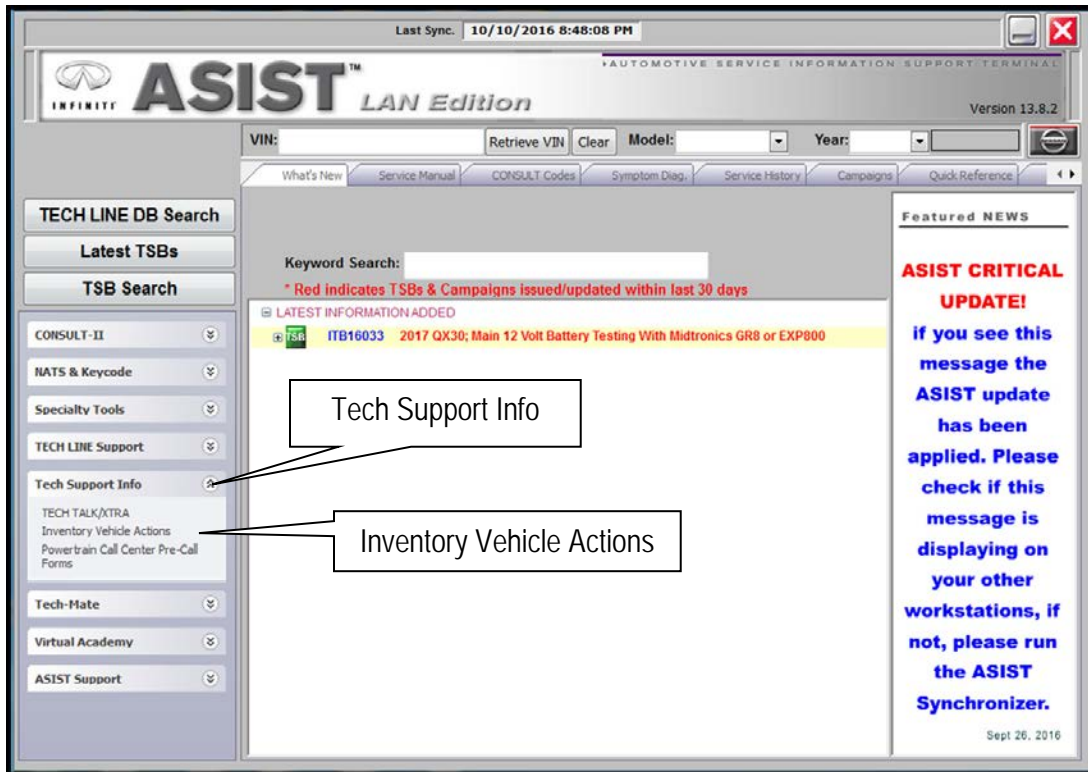 Last Sync. 10/10/2016 8:48:08 PM
INFINITI ASIST™ LAN Edition
AUTOMOTIVE SERVICE INFORMATION SUPPORT TERMINAL
Version 13.8.2
VIN: Retrieve VIN Clear Model: Year:
What's New Service Manual CONSULT Codes Symptom Diag. Service History Campaigns Quick Reference
TECH LINE DB Search
Latest TSBs
TSB Search
CONSULT-II
NATS & Keycode
Specialty Tools
TECH LINE Support
Tech Support Info
TECH TALK/XTRA
Inventory Vehicle Actions
Powertrain Call Center Pre-Call
Forms
Tech-Mate
Virtual Academy
ASIST Support
Keyword Search:
* Red indicates TSBs & Campaigns issued/updated within last 30 days
LATEST INFORMATION ADDED
TSB ITB16033 2017 QX30; Main 12 Volt Battery Testing With Midtronics GR8 or EXP800
Tech Support Info
Inventory Vehicle Actions
Featured NEWS
ASIST CRITICAL
UPDATE!
if you see this
message the
ASIST update
has been
applied. Please
check if this
message is
displaying on
your other
workstations, if
not, please run
the ASIST
Synchronizer.
Sept 26, 2016